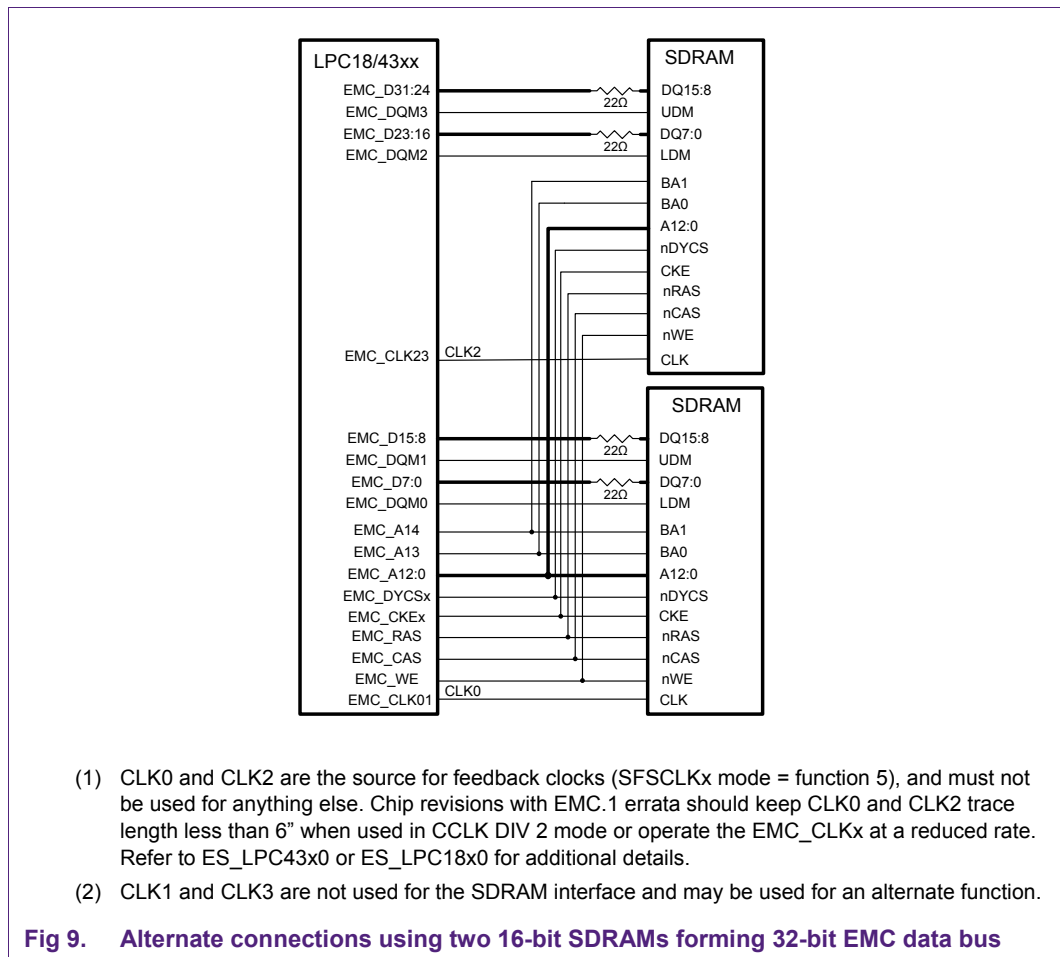 LPC18/43xx
SDRAM
EMC_D31:24
22Ω
DQ15:8
EMC_DQM3
UDM
EMC_D23:16
22Ω
DQ7:0
EMC_DQM2
LDM
BA1
BA0
A12:0
nDYCS
CKE
nRAS
nCAS
nWE
EMC_CLK23
CLK2
CLK
SDRAM
EMC_D15:8
22Ω
DQ15:8
EMC_DQM1
UDM
EMC_D7:0
22Ω
DQ7:0
EMC_DQM0
LDM
EMC_A14
BA1
EMC_A13
BA0
EMC_A12:0
A12:0
EMC_DYCSx
nDYCS
EMC_CKEx
CKE
EMC_RAS
nRAS
EMC_CAS
nCAS
EMC_WE
nWE
EMC_CLK01
CLK0
CLK
(1) CLK0 and CLK2 are the source for feedback clocks (SFSCLKx mode = function 5), and must not
be used for anything else. Chip revisions with EMC.1 errata should keep CLK0 and CLK2 trace
length less than 6” when used in CCLK DIV 2 mode or operate the EMC_CLKx at a reduced rate.
Refer to ES_LPC43x0 or ES_LPC18x0 for additional details.
(2) CLK1 and CLK3 are not used for the SDRAM interface and may be used for an alternate function.
Fig 9. Alternate connections using two 16-bit SDRAMs forming 32-bit EMC data bus